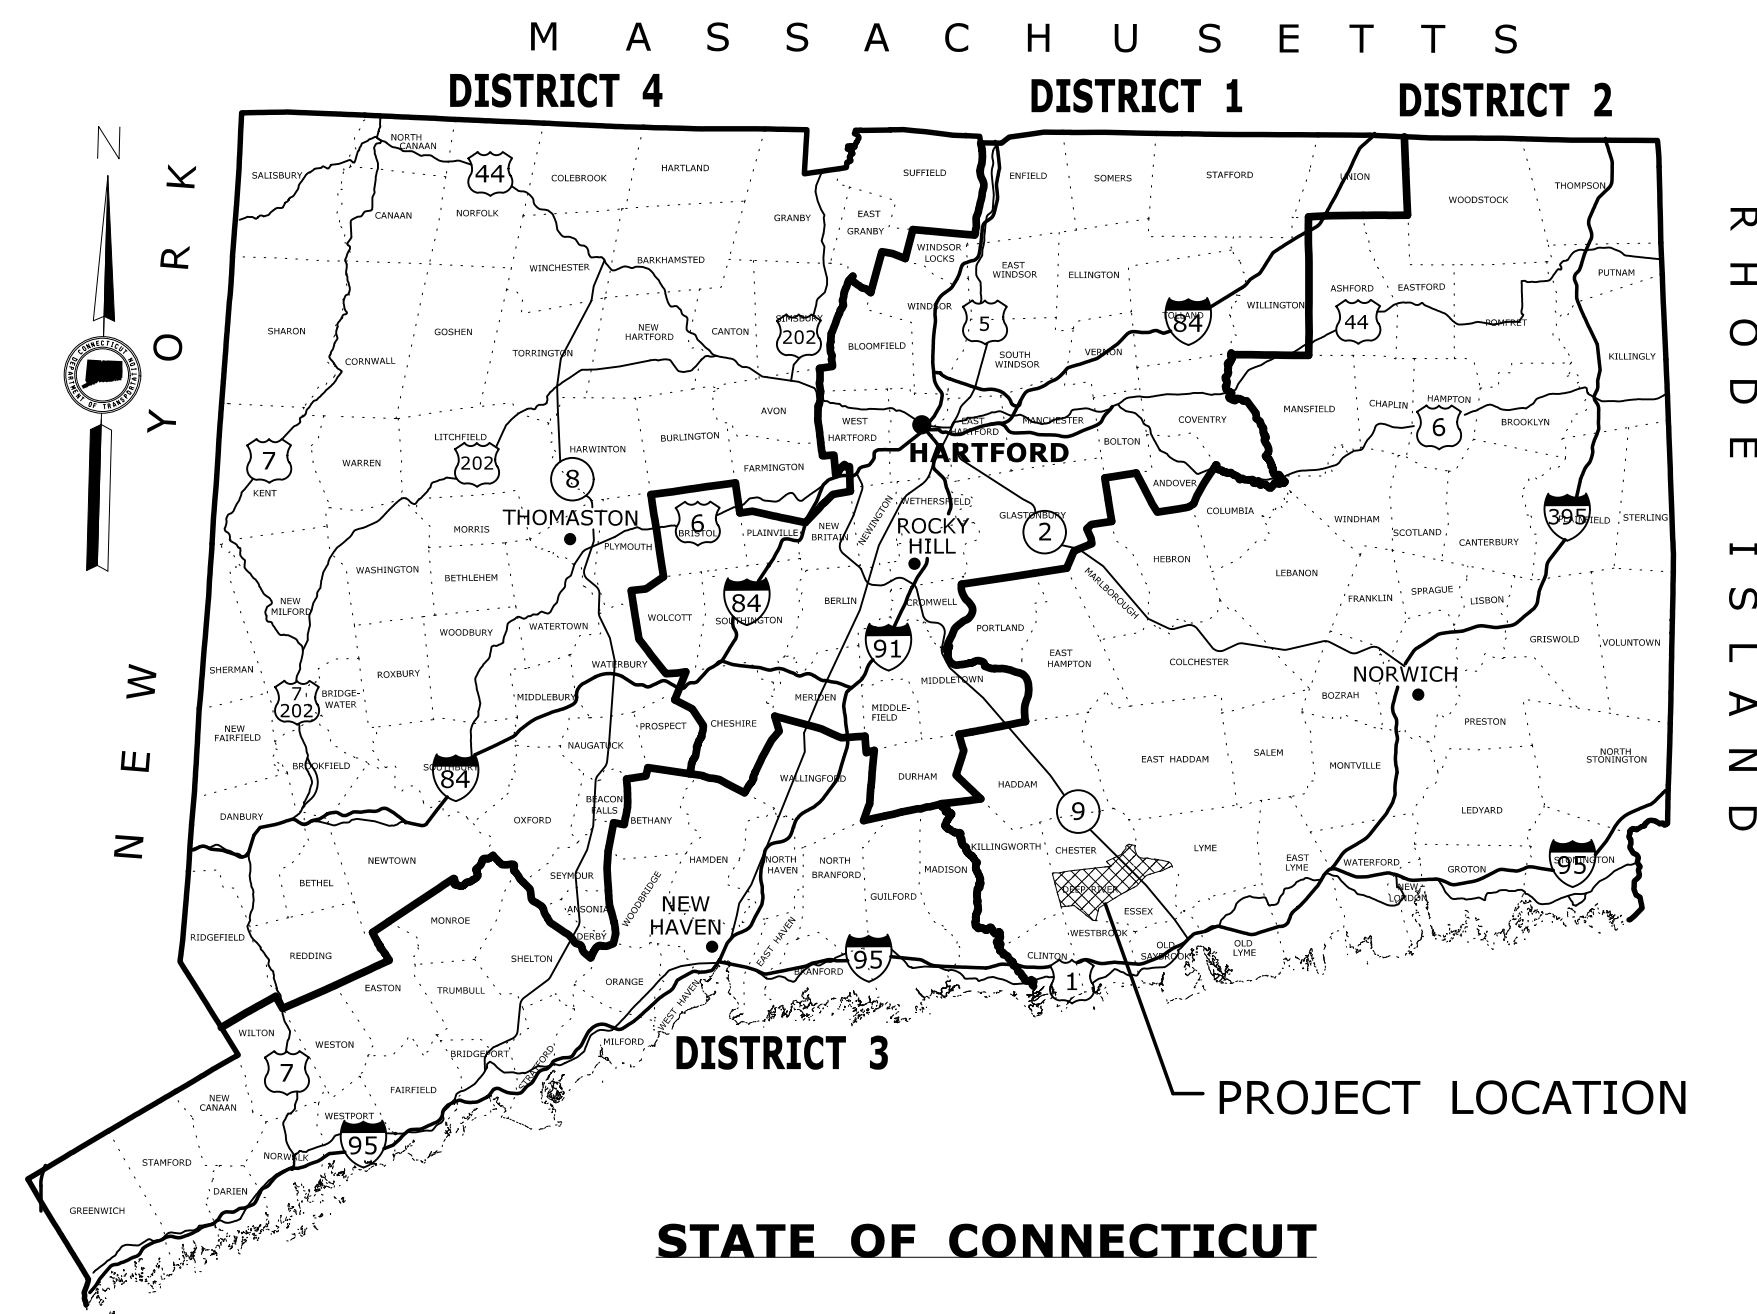 MASSACHUSETTS
DISTRICT 4
DISTRICT 1
DISTRICT 2
N
NEW YORK
RHODE ISLAND
CONNECTICUT
DEPARTMENT OF TRANSPORTATION
NORTH
CANAAN
SALISBURY
44
COLEBROOK
HARTLAND
SUFFIELD
ENFIELD
SOMERS
STAFFORD
UNION
WOODSTOCK
THOMPSON
CANAAN
NORFOLK
GRANBY
EAST
GRANBY
WINDSOR
LOCKS
WINCHESTER
BARKHAMSTED
EAST
WINDSOR
ELLINGTON
PUTNAM
ASHFORD
EASTFORD
WINDSOR
WILLINGTON
SHARON
GOSHEN
NEW
HARTFORD
CANTON
SIMSBURY
202
5
TOLLAND
84
44
POMFRET
CORNWALL
TORRINGTON
BLOOMFIELD
SOUTH
WINDSOR
VERNON
KILLINGLY
AVON
WEST
HARTFORD
EAST
HARTFORD
MANCHESTER
COVENTRY
MANSFIELD
CHAPLIN
HAMPTON
6
BROOKLYN
LITCHFIELD
BURLINGTON
BOLTON
HARTFORD
7
KENT
WARREN
202
HARWINTON
8
FARMINGTON
ANDOVER
THOMASTON
MORRIS
PLYMOUTH
6
BRISTOL
PLAINVILLE
NEW
BRITAIN
NEWINGTON
WETHERSFIELD
ROCKY
HILL
GLASTONBURY
2
COLUMBIA
WINDHAM
SCOTLAND
CANTERBURY
395
PLAINFIELD
STERLING
HEBRON
LEBANON
WASHINGTON
BETHLEHEM
MARLBOROUGH
FRANKLIN
SPRAGUE
LISBON
NEW
MILFORD
WOODBURY
WATERTOWN
WOLCOTT
84
SOUTHINGTON
BERLIN
CROMWELL
91
PORTLAND
EAST
HAMPTON
COLCHESTER
GRISWOLD
VOLUNTOWN
SHERMAN
ROXBURY
WATERBURY
MIDDLEBURY
MERIDEN
MIDDLETOWN
NORWICH
BOZRAH
7
202
BRIDGE-
WATER
NEW
FAIRFIELD
PROSPECT
CHESHIRE
MIDDLE-
FIELD
PRESTON
NAUGATUCK
NORTH
STONINGTON
BROOKFIELD
SOUTHBURY
84
WALLINGFORD
DURHAM
HADDAM
EAST HADDAM
SALEM
MONTVILLE
DANBURY
OXFORD
BEACON
FALLS
BETHANY
9
LEDYARD
NEWTOWN
BETHEL
SEYMOUR
HAMDEN
NORTH
HAVEN
NORTH
BRANFORD
MADISON
KILLINGWORTH
CHESTER
LYME
EAST
LYME
WATERFORD
GROTON
95
STONINGTON
NEW
LONDON
DEEP RIVER
ESSEX
GUILFORD
WOODBRIDGE
ANSONIA
MONROE
NEW
HAVEN
RIDGEFIELD
REDDING
DERBY
SHELTON
EAST HAVEN
BRANFORD
95
WESTBROOK
CLINTON
OLD
SAYBROOK
OLD
LYME
1
EASTON
TRUMBULL
ORANGE
WEST HAVEN
WILTON
WESTON
BRIDGEPORT
STRATFORD
MILFORD
DISTRICT 3
7
FAIRFIELD
NEW
CANAAN
WESTPORT
95
PROJECT LOCATION
STAMFORD
NORWALK
DARIEN
GREENWICH
STATE OF CONNECTICUT